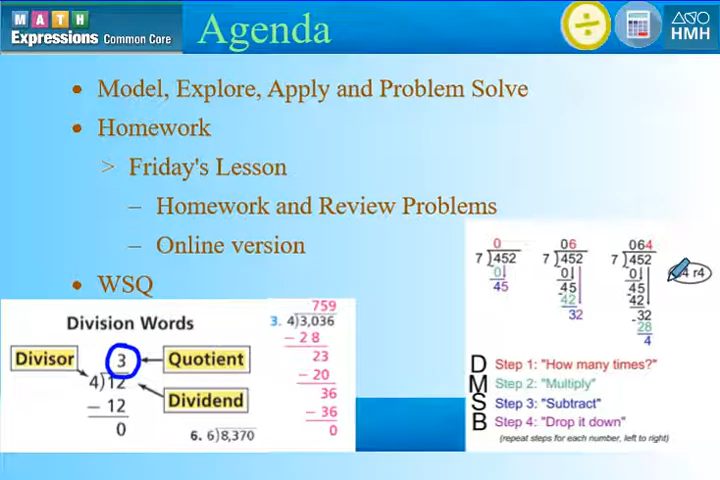 MATH
Expressions Common Core
Agenda
HMH
• Model, Explore, Apply and Problem Solve
• Homework
> Friday's Lesson
– Homework and Review Problems
– Online version
• WSQ
Division Words
Divisor
3
Quotient
4)12
Dividend
− 12
0
759
3. 4)3,036
− 2 8
23
− 20
36
− 36
0
6. 6)8,370
0
7)452
0
45
06
7)452
0
45
42
32
064
7)452
0
45
42
-32
28
4
4 r4
D Step 1: "How many times?"
M Step 2: "Multiply"
S Step 3: "Subtract"
B Step 4: "Drop it down"
(repeat steps for each number, left to right)